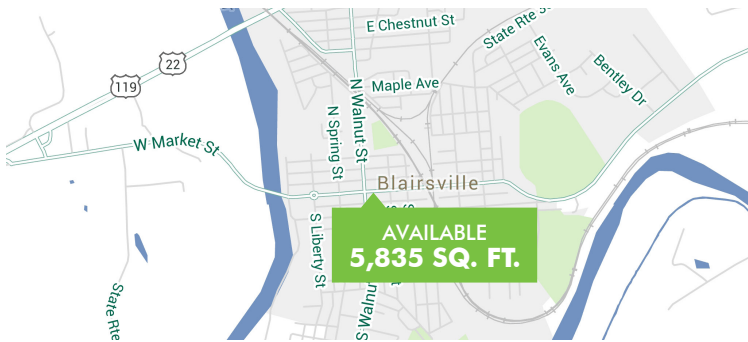 E Chestnut St
State Rte
22
119
Evans Ave
Bentley Dr
Maple Ave
N Walnut St
N Spring St
W Market St
Blairsville
S Liberty St
AVAILABLE
5,835 SQ. FT.
State Rte
S Walnut